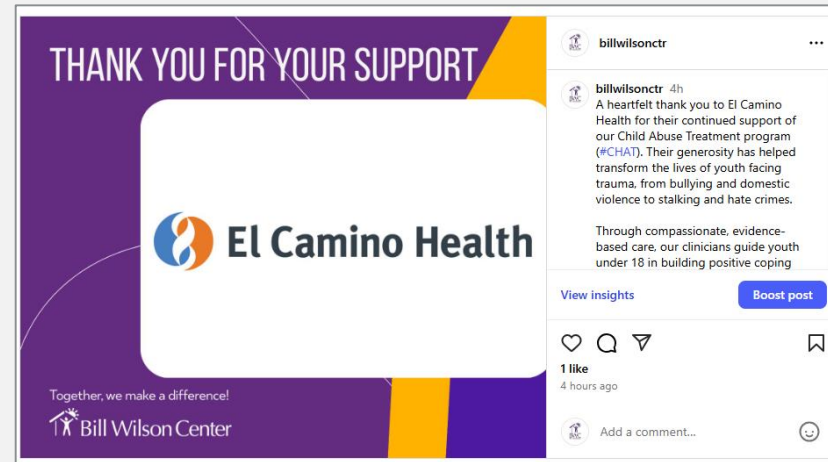 THANK YOU FOR YOUR SUPPORT
El Camino Health
Together, we make a difference!
Bill Wilson Center
billwilsonctr
billwilsonctr 4h
A heartfelt thank you to El Camino
Health for their continued support of
our Child Abuse Treatment program
(#CHAT). Their generosity has helped
transform the lives of youth facing
trauma, from bullying and domestic
violence to stalking and hate crimes.
Through compassionate, evidence-
based care, our clinicians guide youth
under 18 in building positive coping
View insights
Boost post
1 like
4 hours ago
Add a comment...